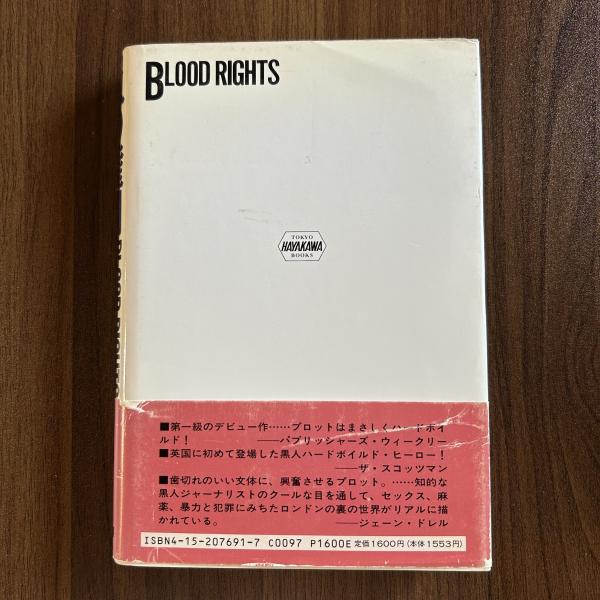 BLOOD RIGHTS
TOKYO
HAYAKAWA
BOOKS
■第一級のデビュー作……プロットはまさしくハードボイ
ルド！　――パブリッシャーズ・ウィークリー
■英国に初めて登場した黒人ハードボイルド・ヒーロー！
――ザ・スコッツマン
■歯切れのいい文体に、興奮させるプロット。……知的な
黒人ジャーナリストのクールな目を通して、セックス、麻
薬、暴力と犯罪にみちたロンドンの裏の世界がリアルに描
かれている。　――ジェーン・ドレル
ISBN4-15-207691-7 C0097 P1600E 定価1600円(本体1553円)